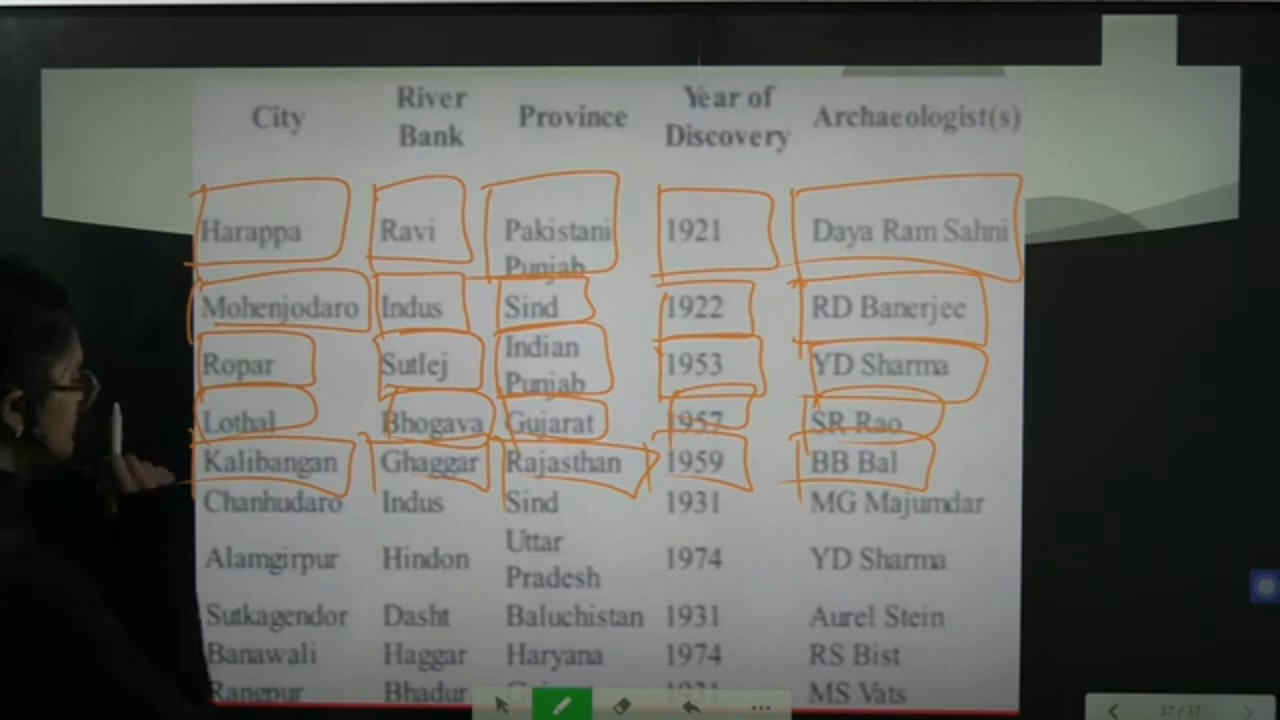 City River Bank Province Year of Discovery Archaeologist(s)
Harappa Ravi Pakistani Punjab 1921 Daya Ram Sahni
Mohenjodaro Indus Sind 1922 RD Banerjee
Ropar Sutlej Indian Punjab 1953 YD Sharma
Lothal Bhogava Gujarat 1957 SR Rao
Kalibangan Ghaggar Rajasthan 1959 BB Bal
Chanhudaro Indus Sind 1931 MG Majumdar
Alamgirpur Hindon Uttar Pradesh 1974 YD Sharma
Sutkagendor Dasht Baluchistan 1931 Aurel Stein
Banawali Haggar Haryana 1974 RS Bist
Rangpur Bhadur 1931 MS Vats
37/37